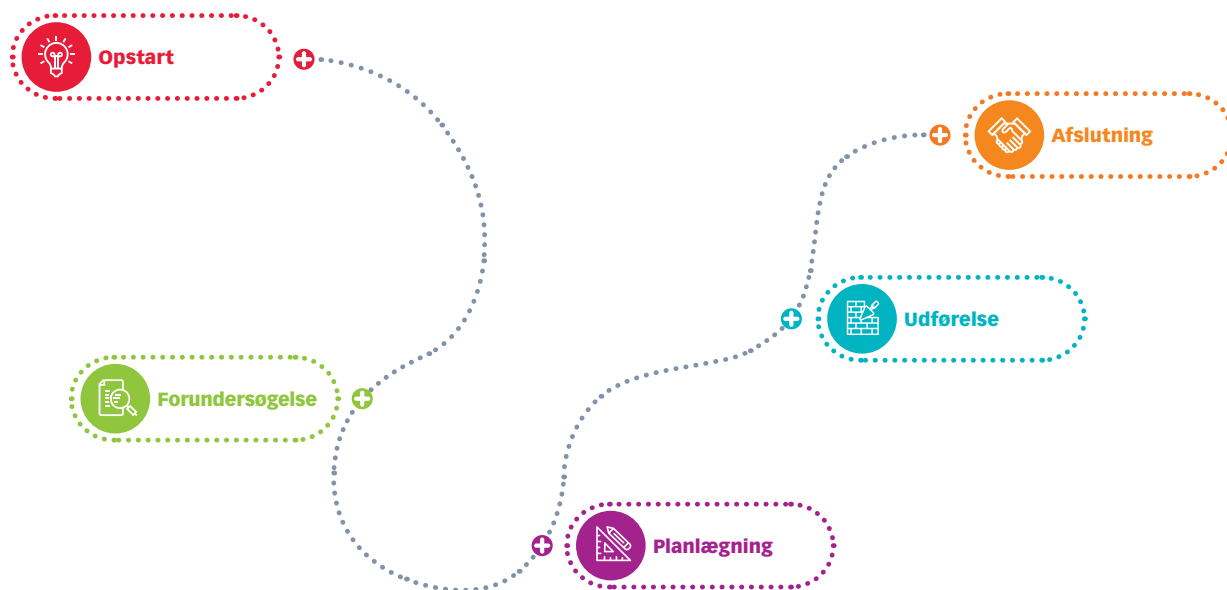 Opstart
Forundersøgelse
Planlægning
Udførelse
Afslutning